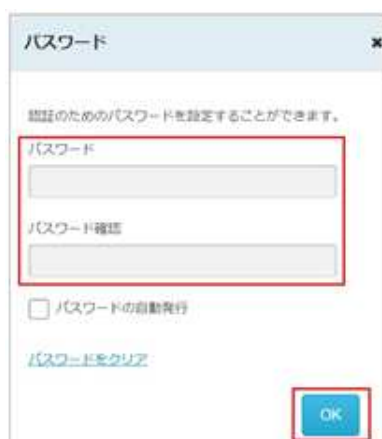 パスワード
認証のためのパスワードを設定することができます。
パスワード
パスワード確認
パスワードの自動発行
パスワードをクリア
OK